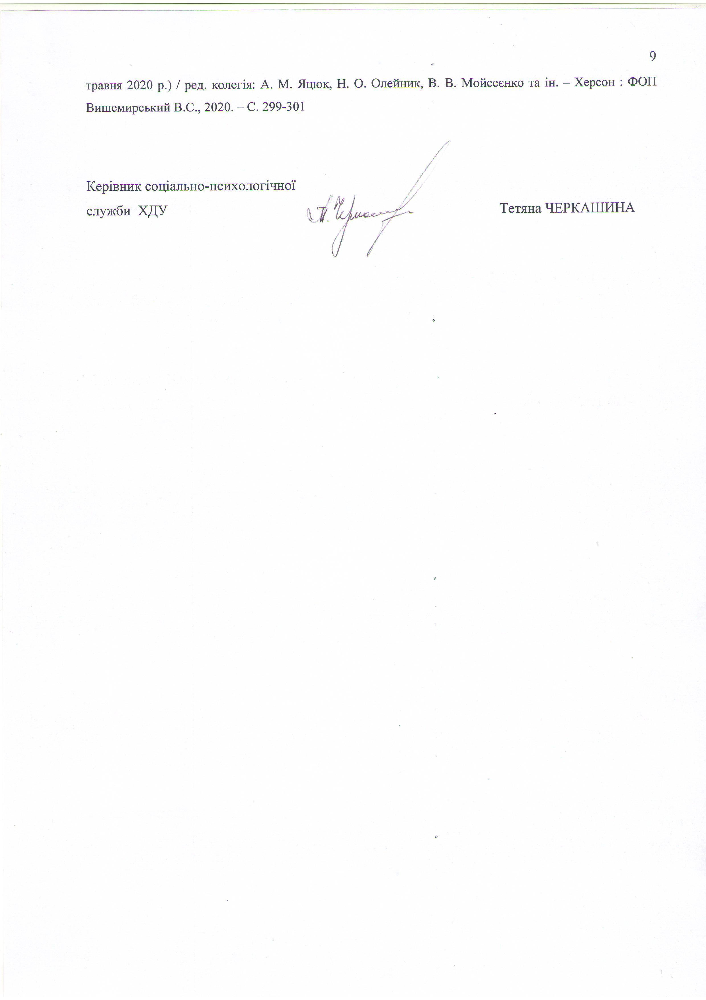 9
травня 2020 р.) / ред. колегія: А. М. Яцюк, Н. О. Олейник, В. В. Мойсеєнко та ін. – Херсон : ФОП
Вишемирський В.С., 2020. – С. 299-301
Керівник соціально-психологічної
служби ХДУ
Тетяна ЧЕРКАШИНА